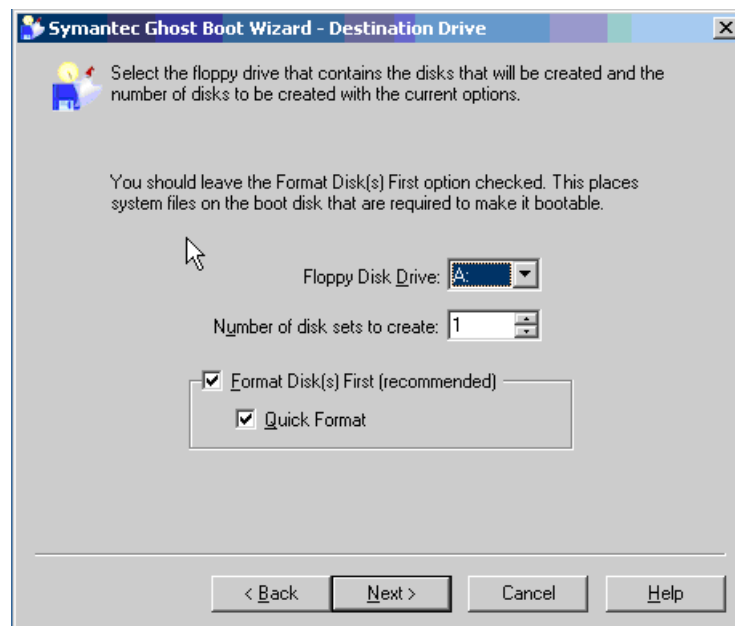 Symantec Ghost Boot Wizard - Destination Drive
Select the floppy drive that contains the disks that will be created and the
number of disks to be created with the current options.
You should leave the Format Disk(s) First option checked. This places
system files on the boot disk that are required to make it bootable.
Floppy Disk Drive: A:
Number of disk sets to create: 1
Format Disk(s) First (recommended)
Quick Format
< Back Next > Cancel Help